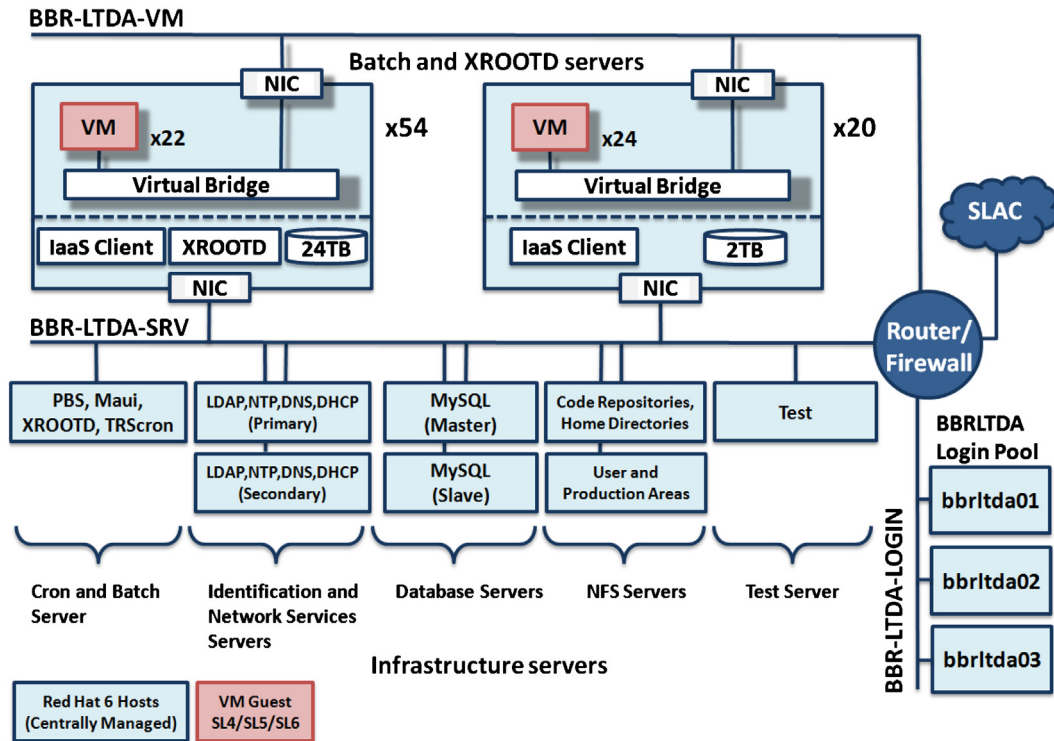 BBR-LTDA-VM
Batch and XROOTD servers
NIC
NIC
VM
x22
x54
VM
x24
x20
Virtual Bridge
Virtual Bridge
SLAC
IaaS Client
XROOTD
24TB
IaaS Client
2TB
NIC
NIC
BBR-LTDA-SRV
Router/
Firewall
PBS, Maui,
XROOTD, TRScron
LDAP,NTP,DNS,DHCP
(Primary)
MySQL
(Master)
Code Repositories,
Home Directories
Test
LDAP,NTP,DNS,DHCP
(Secondary)
MySQL
(Slave)
User and
Production Areas
BBRLTDA
Login Pool
bbrltda01
bbrltda02
bbrltda03
BBR-LTDA-LOGIN
Cron and Batch
Server
Identification and
Network Services
Servers
Database Servers
NFS Servers
Test Server
Infrastructure servers
Red Hat 6 Hosts
(Centrally Managed)
VM Guest
SL4/SL5/SL6